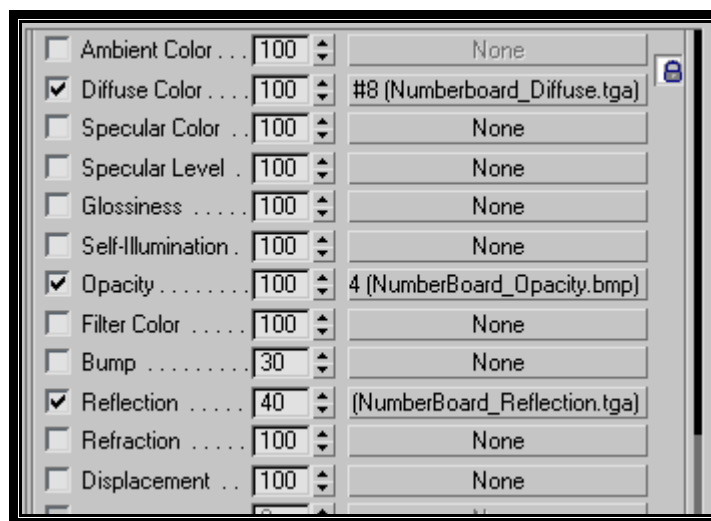 Ambient Color . . . 100 None
Diffuse Color . . . . 100 #8 (Numberboard_Diffuse.tga)
Specular Color . . 100 None
Specular Level . 100 None
Glossiness . . . . . 100 None
Self-Illumination . 100 None
Opacity . . . . . . . . 100 4 (NumberBoard_Opacity.bmp)
Filter Color . . . . . 100 None
Bump . . . . . . . . . 30 None
Reflection . . . . . 40 (NumberBoard_Reflection.tga)
Refraction . . . . . 100 None
Displacement . . 100 None